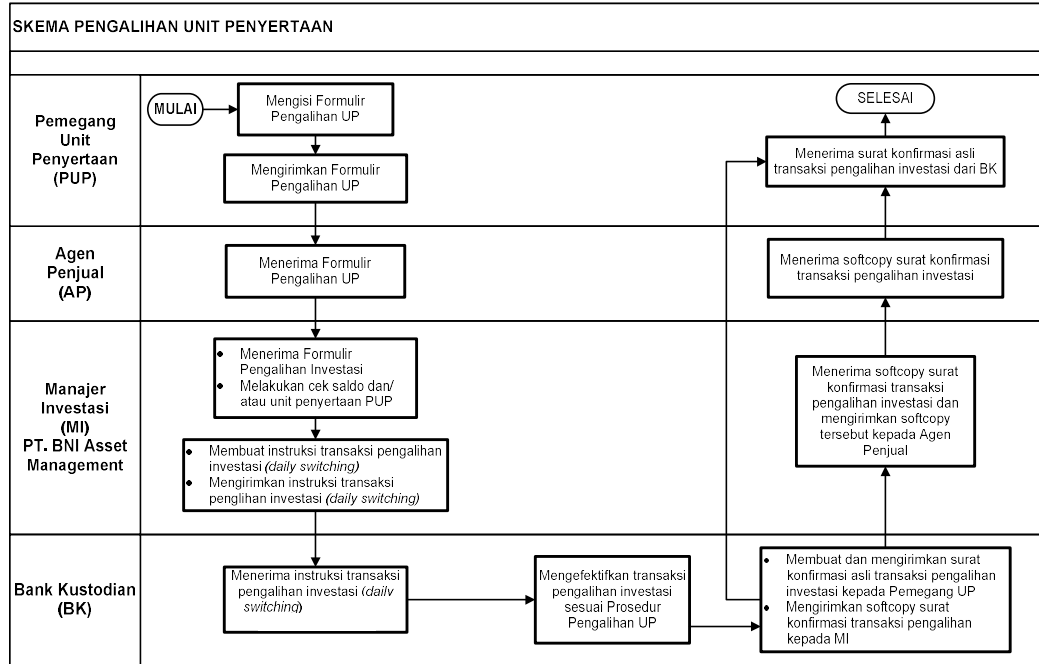 SKEMA PENGALIHAN UNIT PENYERTAAN
Pemegang
Unit
Penyertaan
(PUP)
MULAI
Mengisi Formulir
Pengalihan UP
Mengirimkan Formulir
Pengalihan UP
SELESAI
Menerima surat konfirmasi asli
transaksi pengalihan investasi dari BK
Agen
Penjual
(AP)
Menerima Formulir
Pengalihan UP
Menerima softcopy surat konfirmasi
transaksi pengalihan investasi
Manajer
Investasi
(MI)
PT. BNI Asset
Management
• Menerima Formulir
Pengalihan Investasi
• Melakukan cek saldo dan/
atau unit penyertaan PUP
• Membuat instruksi transaksi pengalihan
investasi (daily switching)
• Mengirimkan instruksi transaksi
penglihan investasi (daily switching)
Menerima softcopy surat
konfirmasi transaksi
pengalihan investasi dan
mengirimkan softcopy
tersebut kepada Agen
Penjual
Bank Kustodian
(BK)
Menerima instruksi transaksi
pengalihan investasi (daily
switching)
Mengefektifkan transaksi
pengalihan investasi
sesuai Prosedur
Pengalihan UP
• Membuat dan mengirimkan surat
konfirmasi asli transaksi pengalihan
investasi kepada Pemegang UP
• Mengirimkan softcopy surat
konfirmasi transaksi pengalihan
kepada MI